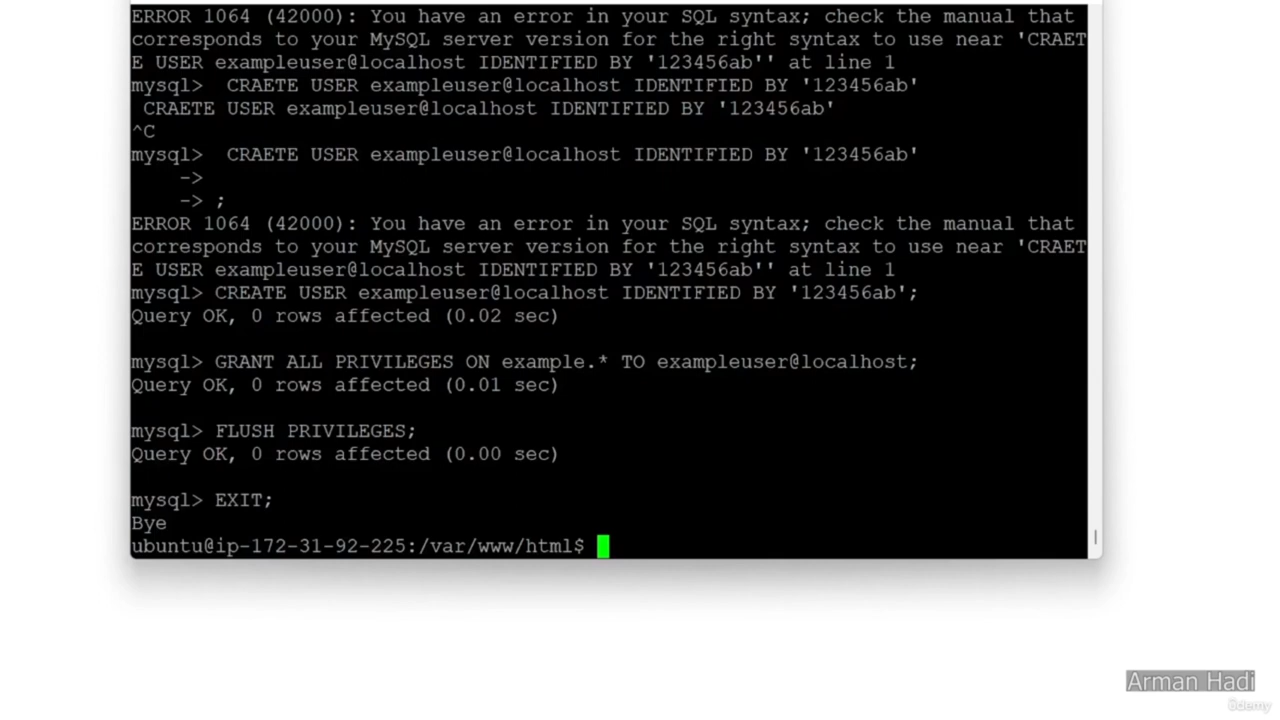 ERROR 1064 (42000): You have an error in your SQL syntax; check the manual that
corresponds to your MySQL server version for the right syntax to use near 'CRAET
E USER exampleuser@localhost IDENTIFIED BY '123456ab'' at line 1
mysql>  CRAETE USER exampleuser@localhost IDENTIFIED BY '123456ab'
 CRAETE USER exampleuser@localhost IDENTIFIED BY '123456ab'
^C
mysql>  CRAETE USER exampleuser@localhost IDENTIFIED BY '123456ab'
    ->
    -> ;
ERROR 1064 (42000): You have an error in your SQL syntax; check the manual that
corresponds to your MySQL server version for the right syntax to use near 'CRAET
E USER exampleuser@localhost IDENTIFIED BY '123456ab'' at line 1
mysql> CREATE USER exampleuser@localhost IDENTIFIED BY '123456ab';
Query OK, 0 rows affected (0.02 sec)
mysql> GRANT ALL PRIVILEGES ON example.* TO exampleuser@localhost;
Query OK, 0 rows affected (0.01 sec)
mysql> FLUSH PRIVILEGES;
Query OK, 0 rows affected (0.00 sec)
mysql> EXIT;
Bye
ubuntu@ip-172-31-92-225:/var/www/html$
Arman Hadi
Udemy